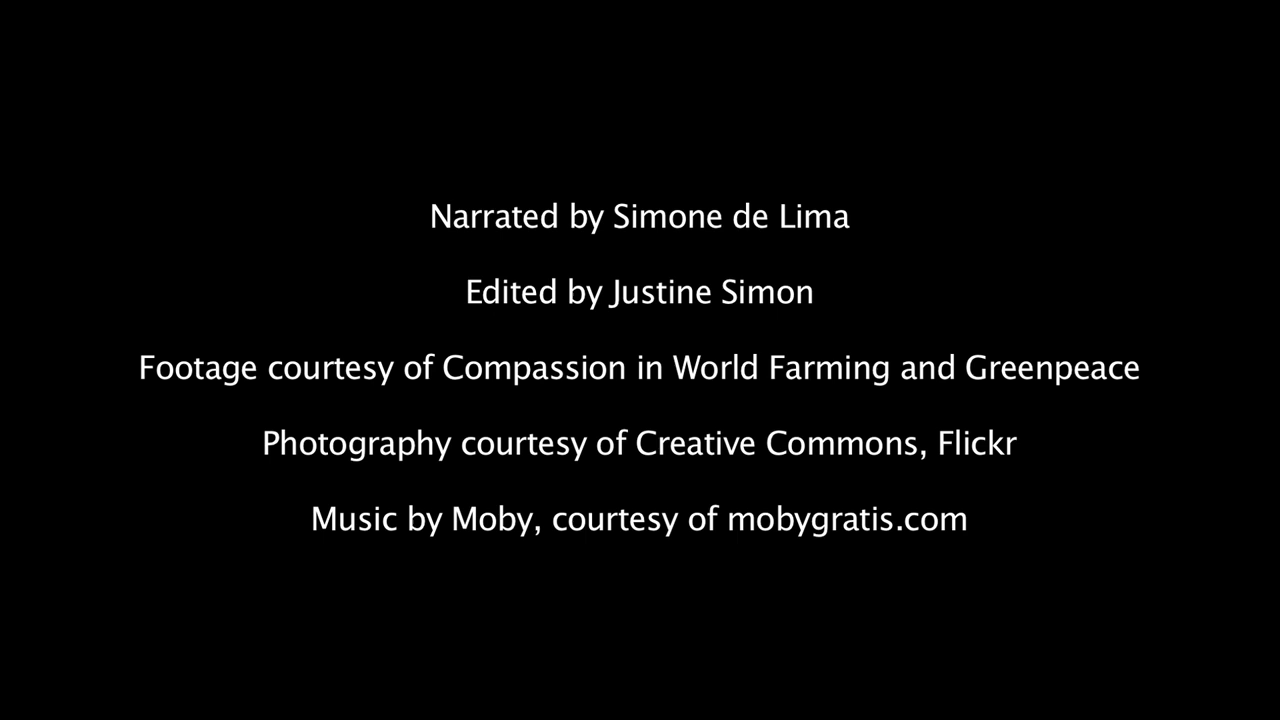 Narrated by Simone de Lima
Edited by Justine Simon
Footage courtesy of Compassion in World Farming and Greenpeace
Photography courtesy of Creative Commons, Flickr
Music by Moby, courtesy of mobygratis.com